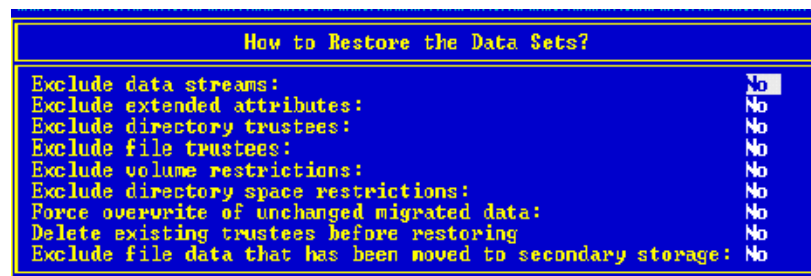 How to Restore the Data Sets?
Exclude data streams: No
Exclude extended attributes: No
Exclude directory trustees: No
Exclude file trustees: No
Exclude volume restrictions: No
Exclude directory space restrictions: No
Force overwrite of unchanged migrated data: No
Delete existing trustees before restoring No
Exclude file data that has been moved to secondary storage: No